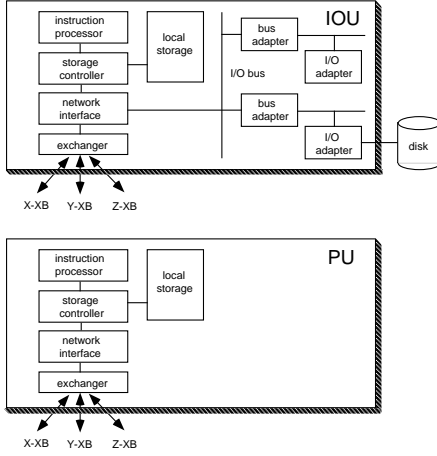 IOU
instruction
processor
local
storage
storage
controller
network
interface
exchanger
bus
adapter
I/O
adapter
I/O bus
bus
adapter
I/O
adapter
disk
X-XB
Y-XB
Z-XB
PU
instruction
processor
local
storage
storage
controller
network
interface
exchanger
X-XB
Y-XB
Z-XB